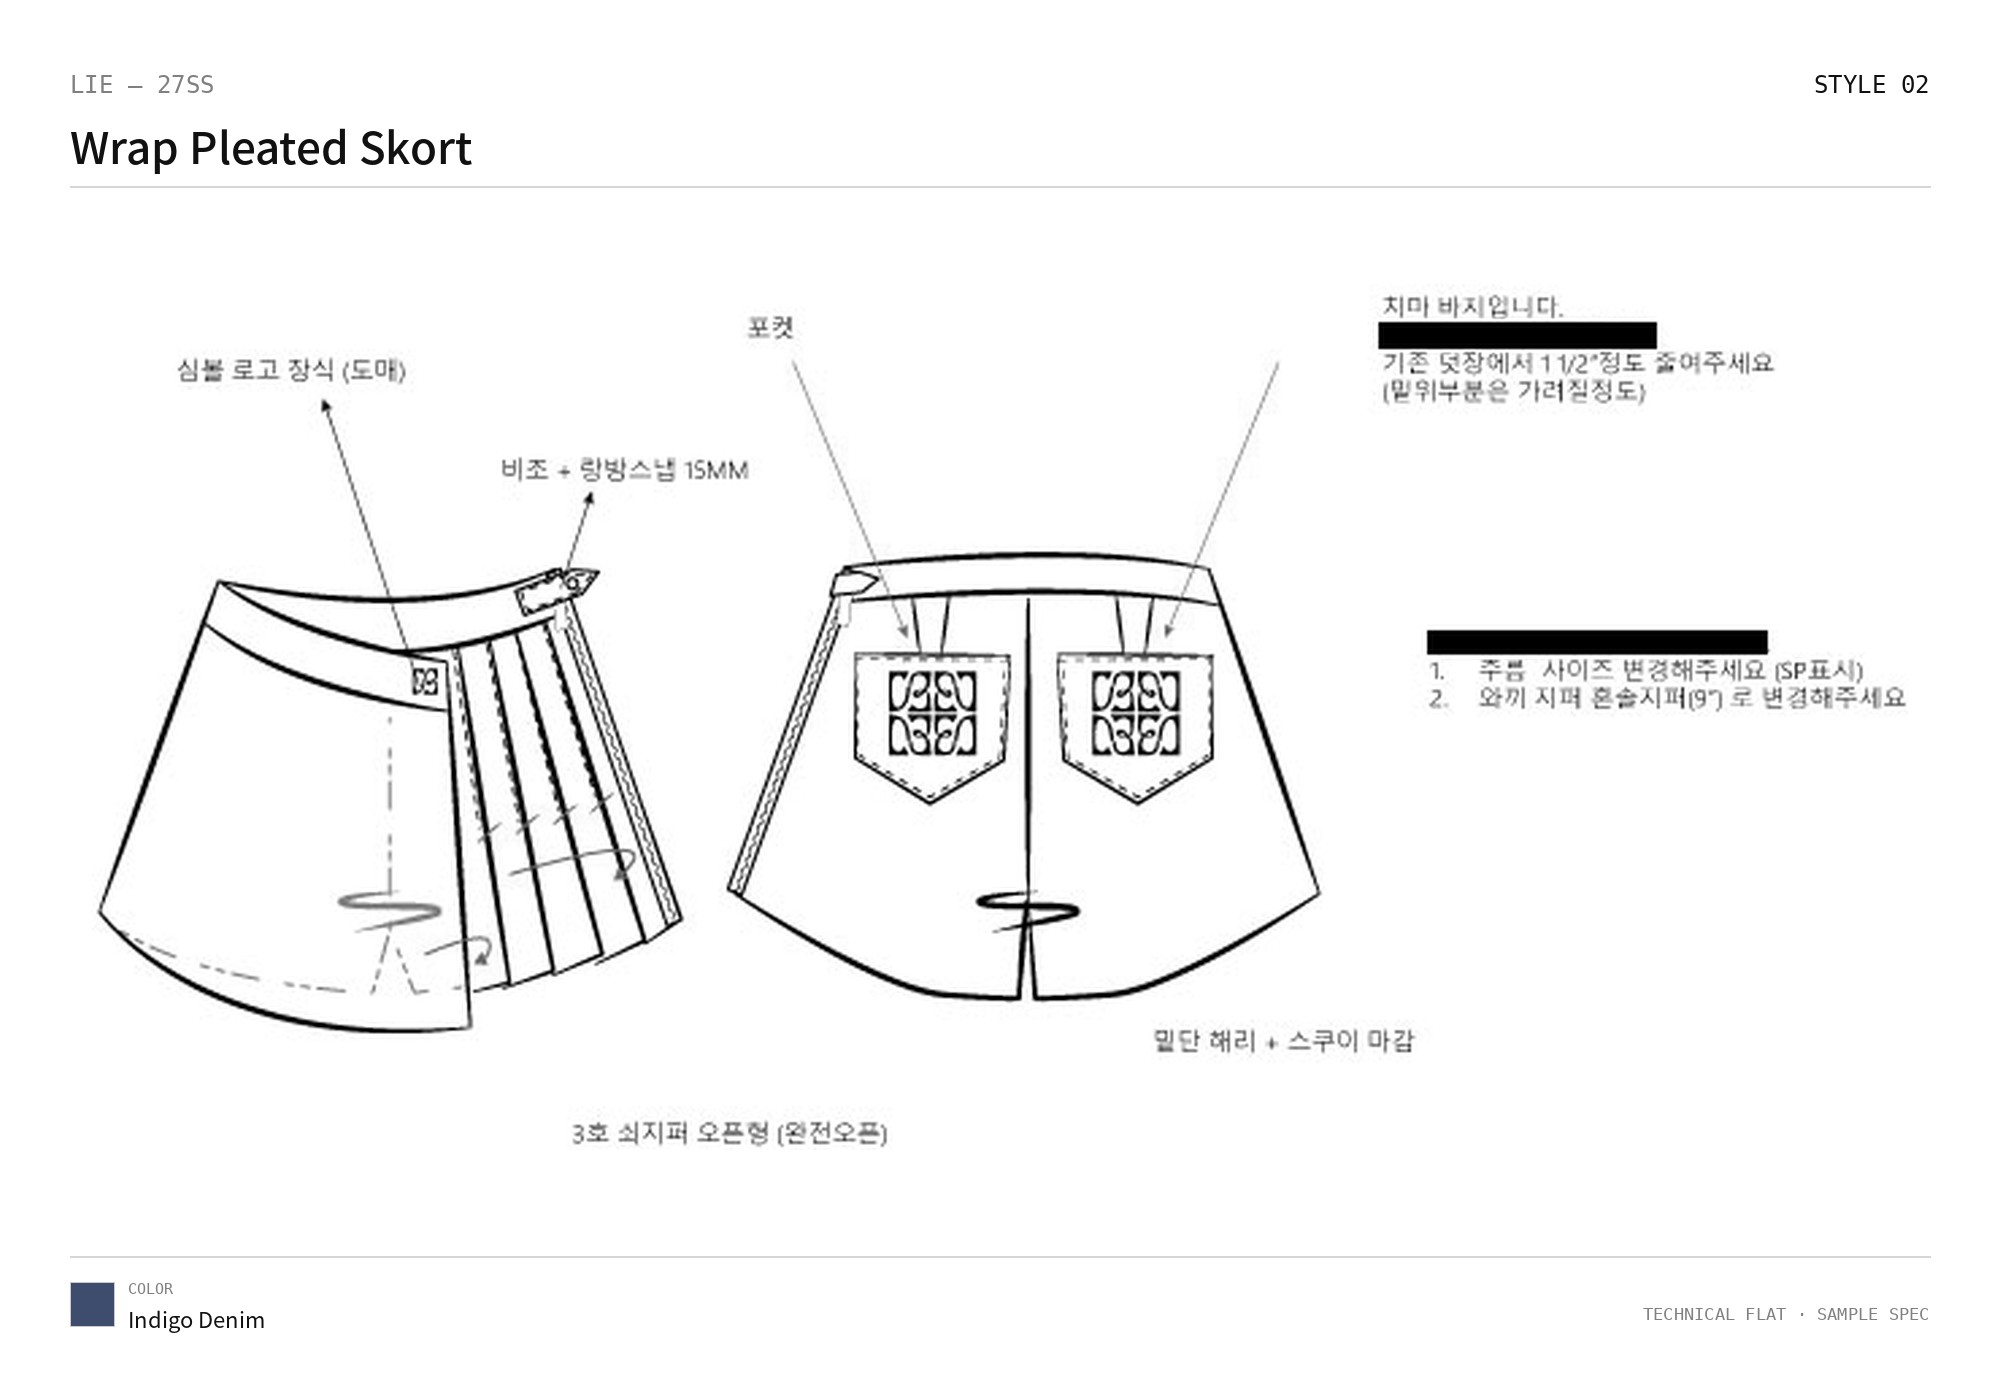 LIE — 27SS
STYLE 02
Wrap Pleated Skort
치마 바지입니다.
기존 덧장에서 1 1/2"정도 줄여주세요
(밑위부분은 가려질정도)
포켓
심볼 로고 장식 (도매)
비조 + 랑방스냅 15MM
1. 주름 사이즈 변경해주세요 (SP표시)
2. 와끼 지퍼 혼솔지퍼(9") 로 변경해주세요
밑단 해리 + 스쿠이 마감
3호 쇠지퍼 오픈형 (완전오픈)
COLOR
Indigo Denim
TECHNICAL FLAT · SAMPLE SPEC